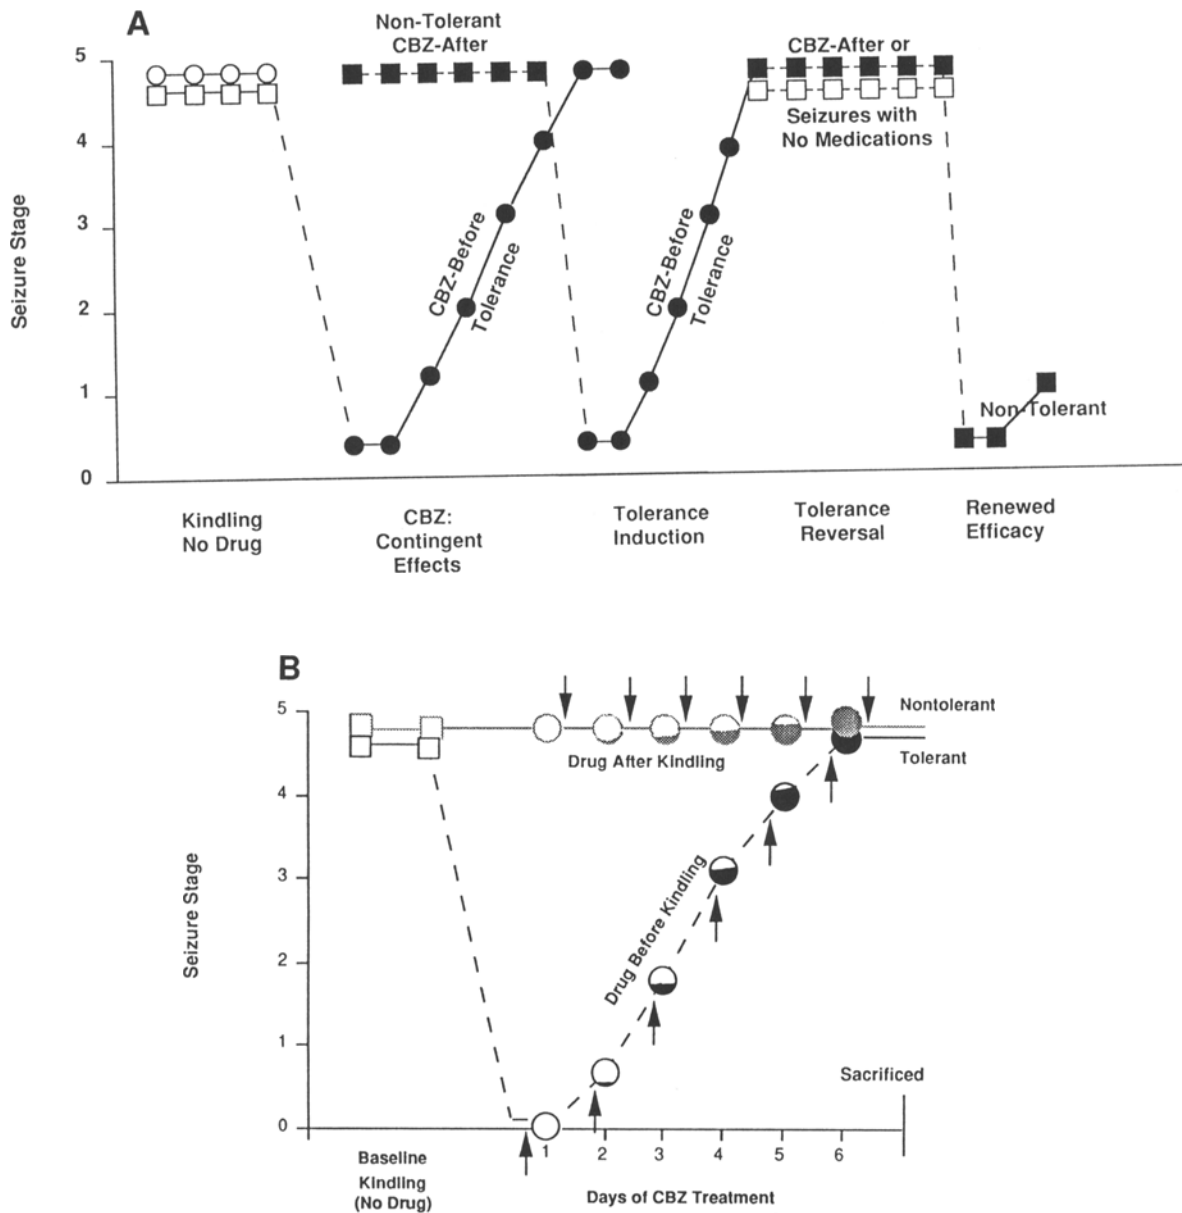 A
Non-Tolerant
CBZ-After
CBZ-After or
Seizures with
No Medications
5
4
3
2
1
0
Seizure Stage
CBZ-Before
Tolerance
CBZ-Before
Tolerance
Non-Tolerant
Kindling
No Drug
CBZ:
Contingent
Effects
Tolerance
Induction
Tolerance
Reversal
Renewed
Efficacy
B
5
4
3
2
1
0
Seizure Stage
Nontolerant
Tolerant
Drug After Kindling
Drug Before Kindling
Sacrificed
1 2 3 4 5 6
Baseline
Kindling
(No Drug)
Days of CBZ Treatment